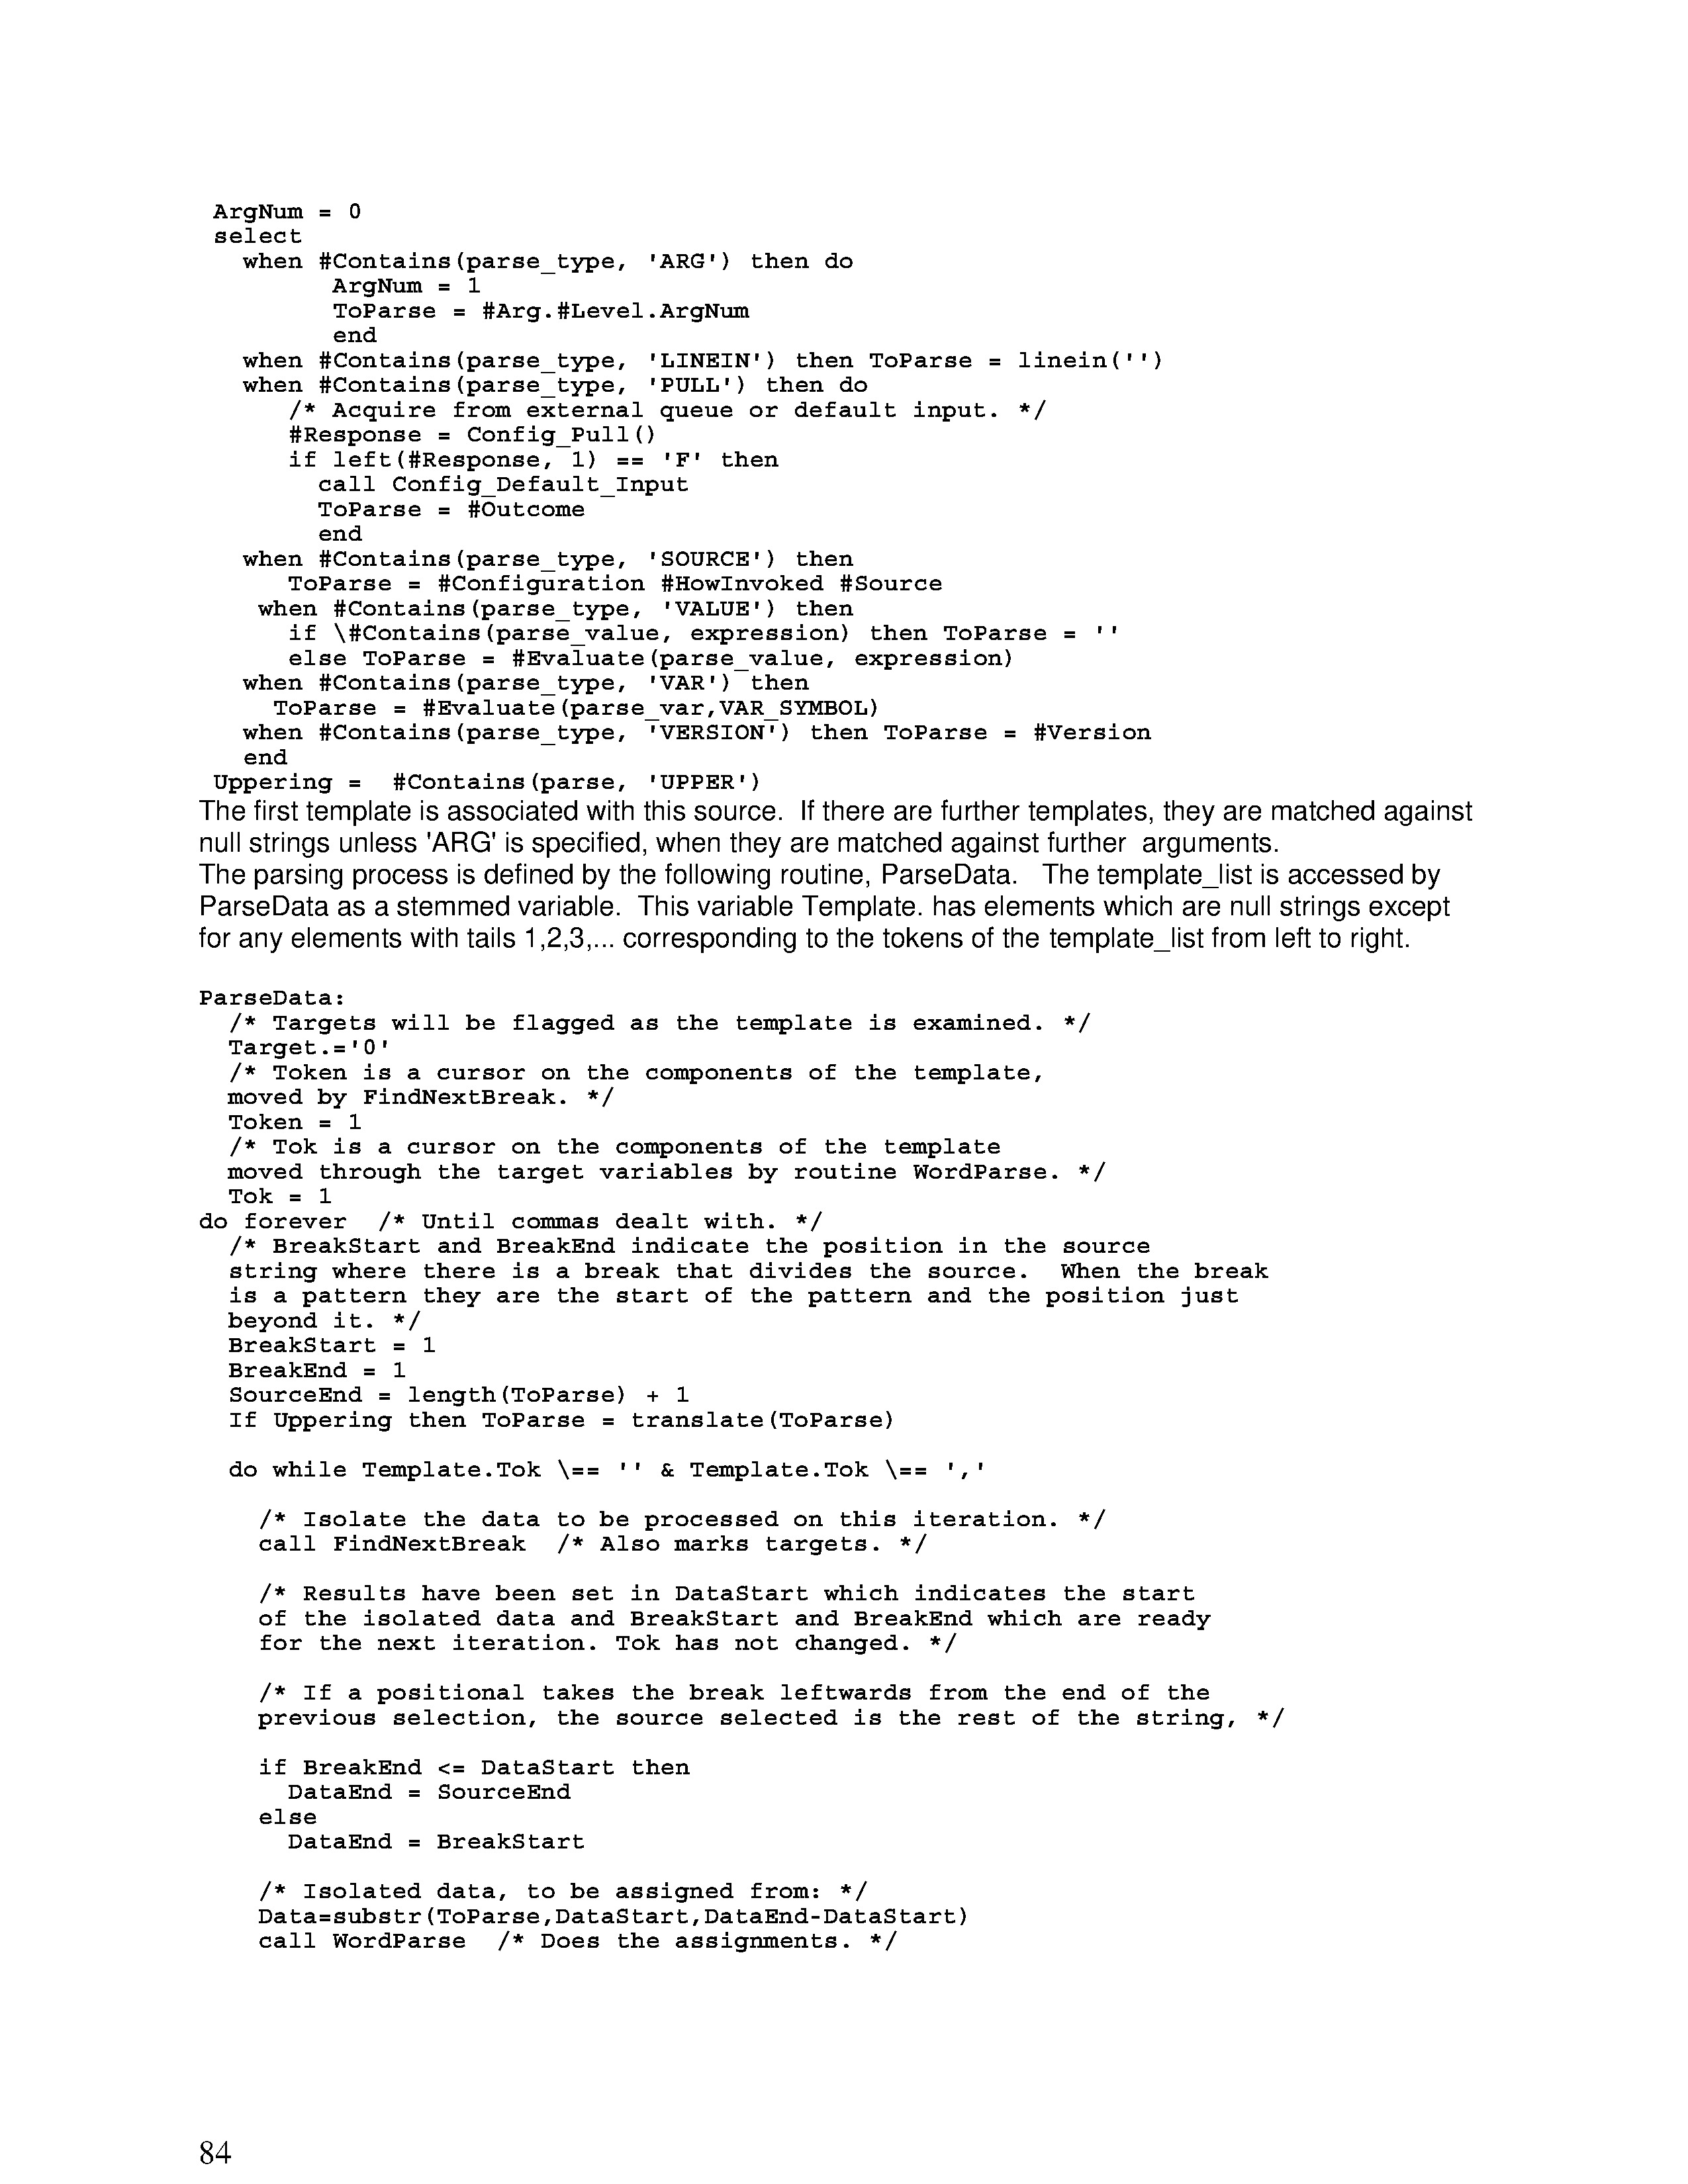 ArgNum = 0
select
when #Contains(parse_type, 'ARG') then do
ArgNum = 1
ToParse = #Arg.#Level.ArgNum
end
when #Contains(parse_type, 'LINEIN') then ToParse = linein('')
when #Contains(parse_type, 'PULL') then do
/* Acquire from external queue or default input. */
#Response = Config_Pull()
if left(#Response, 1) == 'F' then
call Config_Default_Input
ToParse = #Outcome
end
when #Contains(parse_type, 'SOURCE') then
ToParse = #Configuration #HowInvoked #Source
when #Contains(parse_type, 'VALUE') then
if \#Contains(parse_value, expression) then ToParse = ''
else ToParse = #Evaluate(parse_value, expression)
when #Contains(parse_type, 'VAR') then
ToParse = #Evaluate(parse_var,VAR_SYMBOL)
when #Contains(parse_type, 'VERSION') then ToParse = #Version
end
Uppering =  #Contains(parse, 'UPPER')
The first template is associated with this source.  If there are further templates, they are matched against
null strings unless 'ARG' is specified, when they are matched against further  arguments.
The parsing process is defined by the following routine, ParseData.   The template_list is accessed by
ParseData as a stemmed variable.  This variable Template. has elements which are null strings except
for any elements with tails 1,2,3,... corresponding to the tokens of the template_list from left to right.
ParseData:
/* Targets will be flagged as the template is examined. */
Target.='0'
/* Token is a cursor on the components of the template,
moved by FindNextBreak. */
Token = 1
/* Tok is a cursor on the components of the template
moved through the target variables by routine WordParse. */
Tok = 1
do forever  /* Until commas dealt with. */
/* BreakStart and BreakEnd indicate the position in the source
string where there is a break that divides the source.  When the break
is a pattern they are the start of the pattern and the position just
beyond it. */
BreakStart = 1
BreakEnd = 1
SourceEnd = length(ToParse) + 1
If Uppering then ToParse = translate(ToParse)
do while Template.Tok \== '' & Template.Tok \== ','
/* Isolate the data to be processed on this iteration. */
call FindNextBreak  /* Also marks targets. */
/* Results have been set in DataStart which indicates the start
of the isolated data and BreakStart and BreakEnd which are ready
for the next iteration. Tok has not changed. */
/* If a positional takes the break leftwards from the end of the
previous selection, the source selected is the rest of the string, */
if BreakEnd <= DataStart then
DataEnd = SourceEnd
else
DataEnd = BreakStart
/* Isolated data, to be assigned from: */
Data=substr(ToParse,DataStart,DataEnd-DataStart)
call WordParse  /* Does the assignments. */
84